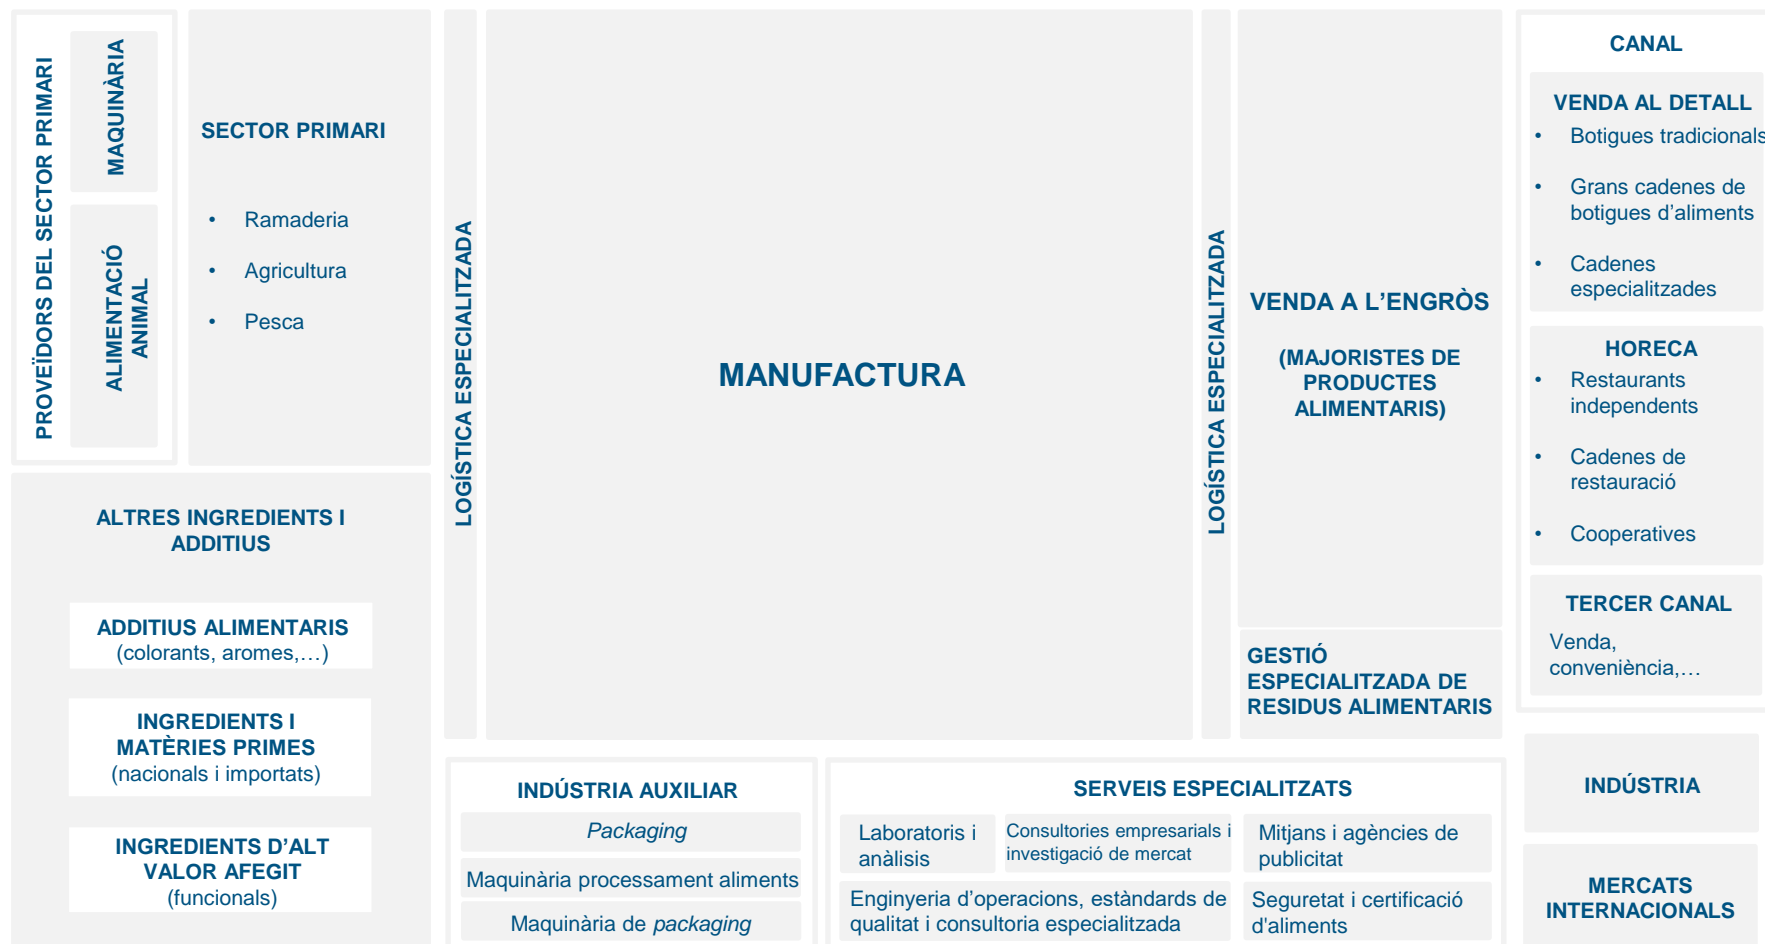 PROVEÏDORS DEL SECTOR PRIMARI
MAQUINÀRIA
ALIMENTACIÓ
ANIMAL
SECTOR PRIMARI
• Ramaderia
• Agricultura
• Pesca
ALTRES INGREDIENTS I
ADDITIUS
ADDITIUS ALIMENTARIS
(colorants, aromes,…)
INGREDIENTS I
MATÈRIES PRIMES
(nacionals i importats)
INGREDIENTS D’ALT
VALOR AFEGIT
(funcionals)
LOGÍSTICA ESPECIALITZADA
MANUFACTURA
LOGÍSTICA ESPECIALITZADA
VENDA A L’ENGRÒS
(MAJORISTES DE
PRODUCTES
ALIMENTARIS)
GESTIÓ
ESPECIALITZADA DE
RESIDUS ALIMENTARIS
INDÚSTRIA AUXILIAR
Packaging
Maquinària processament aliments
Maquinària de packaging
SERVEIS ESPECIALITZATS
Laboratoris i
anàlisis
Consultories empresarials i
investigació de mercat
Mitjans i agències de
publicitat
Enginyeria d’operacions, estàndards de
qualitat i consultoria especialitzada
Seguretat i certificació
d'aliments
CANAL
VENDA AL DETALL
• Botigues tradicionals
• Grans cadenes de
botigues d’aliments
• Cadenes
especialitzades
HORECA
• Restaurants
independents
• Cadenes de
restauració
• Cooperatives
TERCER CANAL
Venda,
conveniència,…
INDÚSTRIA
MERCATS
INTERNACIONALS